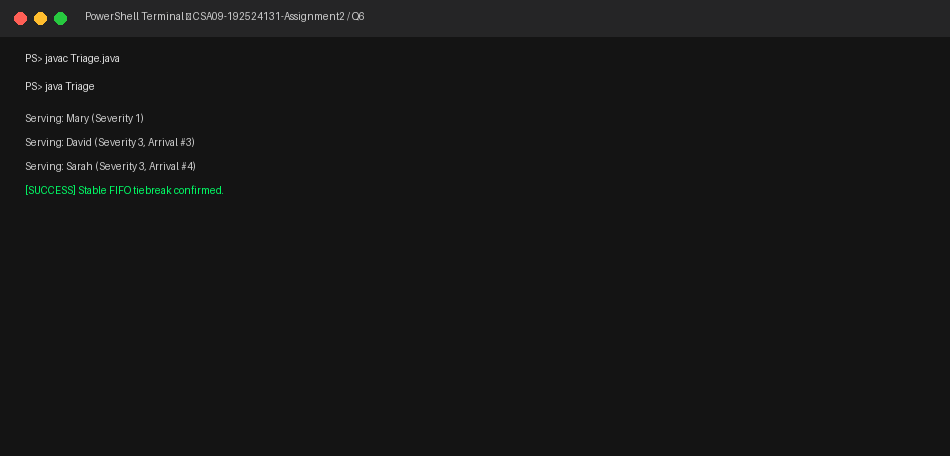 PowerShell Terminal ▯ CSA09-192524131-Assignment2 / Q6
PS> javac Triage.java
PS> java Triage
Serving: Mary (Severity 1)
Serving: David (Severity 3, Arrival #3)
Serving: Sarah (Severity 3, Arrival #4)
[SUCCESS] Stable FIFO tiebreak confirmed.